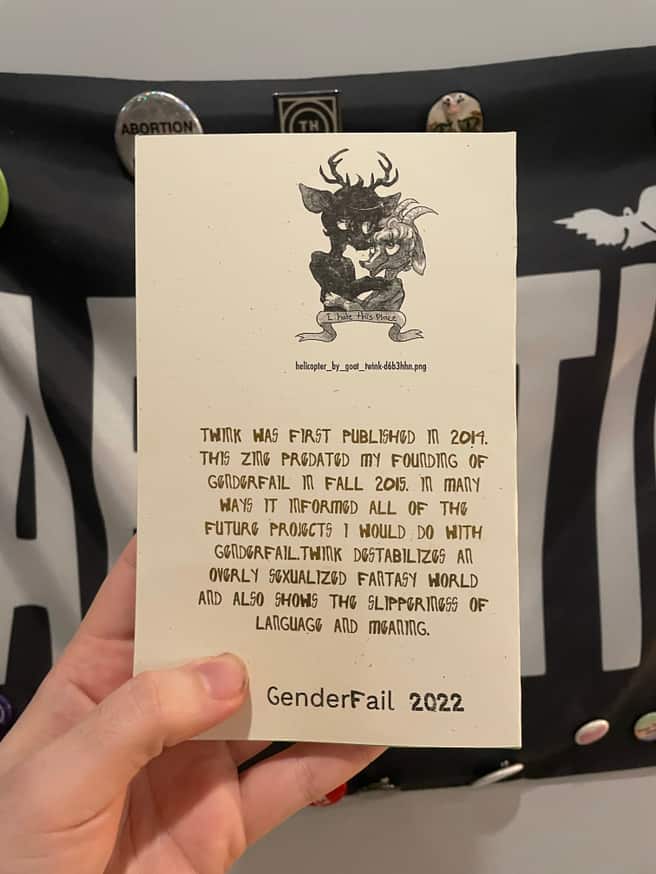 ABORTION
TH
I hate this place
helicopter_by_goat_twink-d6b3hhn.png
TWINK WAS FIRST PUBLISHED IN 2014.
THIS ZINE PREDATED MY FOUNDING OF
GENDERFAIL IN FALL 2015. IN MANY
WAYS IT INFORMED ALL OF THE
FUTURE PROJECTS I WOULD DO WITH
GENDERFAIL.TWINK DESTABILIZES AN
OVERLY SEXUALIZED FANTASY WORLD
AND ALSO SHOWS THE SLIPPERINESS OF
LANGUAGE AND MEANING.
GenderFail 2022